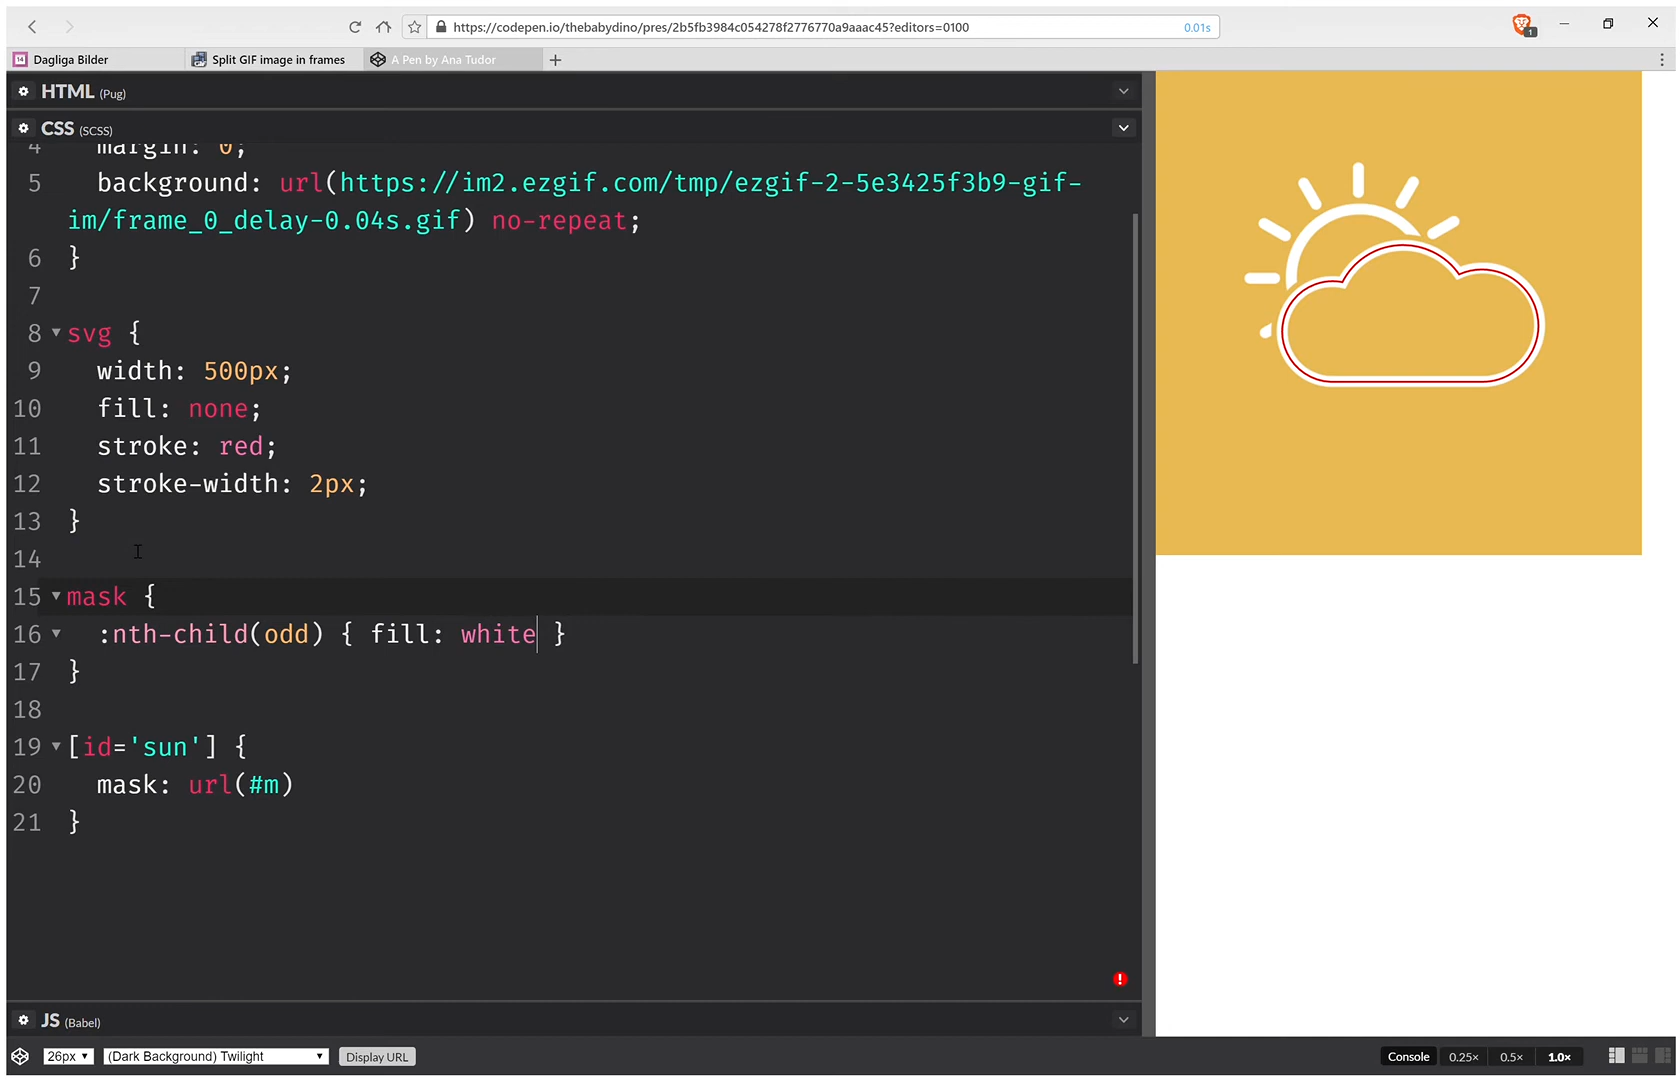 https://codepen.io/thebabydino/pres/2b5fb3984c054278f2776770a9aaac45?editors=0100
0.01s
1
14 Dagliga Bilder
Split GIF image in frames
A Pen by Ana Tudor
HTML (Pug)
CSS (SCSS)
4 margin: 0;
5 background: url(https://im2.ezgif.com/tmp/ezgif-2-5e3425f3b9-gif-
im/frame_0_delay-0.04s.gif) no-repeat;
6 }
7
8 svg {
9 width: 500px;
10 fill: none;
11 stroke: red;
12 stroke-width: 2px;
13 }
14
15 mask {
16 :nth-child(odd) { fill: white }
17 }
18
19 [id='sun'] {
20 mask: url(#m)
21 }
JS (Babel)
26px
(Dark Background) Twilight
Display URL
Console
0.25×
0.5×
1.0×